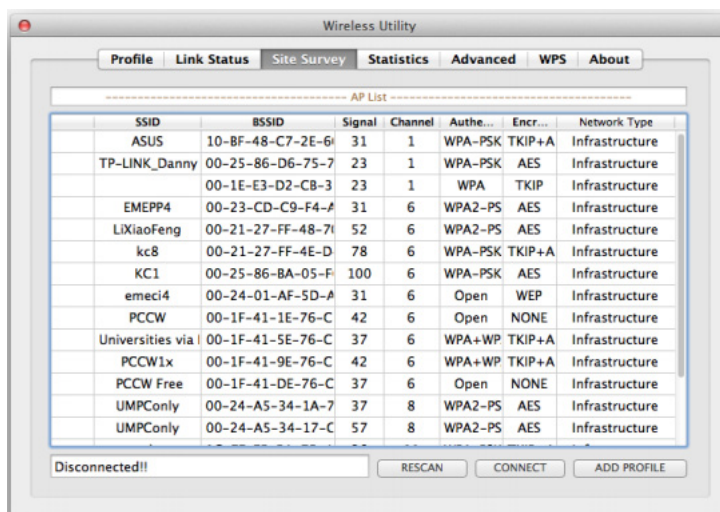 Wireless Utility
Profile Link Status Site Survey Statistics Advanced WPS About
AP List
SSID BSSID Signal Channel Authe... Encr... Network Type
ASUS 10-BF-48-C7-2E-6 31 1 WPA-PSK TKIP+A Infrastructure
TP-LINK_Danny 00-25-86-D6-75-7 23 1 WPA-PSK AES Infrastructure
00-1E-E3-D2-CB-3 23 1 WPA TKIP Infrastructure
EMEPP4 00-23-CD-C9-F4-A 31 6 WPA2-PS AES Infrastructure
LiXiaoFeng 00-21-27-FF-48-7 52 6 WPA2-PS AES Infrastructure
kc8 00-21-27-FF-4E-D 78 6 WPA-PSK TKIP+A Infrastructure
KC1 00-25-86-BA-05-F 100 6 WPA-PSK AES Infrastructure
emeci4 00-24-01-AF-5D-A 31 6 Open WEP Infrastructure
PCCW 00-1F-41-1E-76-C 42 6 Open NONE Infrastructure
Universities via 00-1F-41-5E-76-C 37 6 WPA+WP TKIP+A Infrastructure
PCCW1x 00-1F-41-9E-76-C 42 6 WPA+WP TKIP+A Infrastructure
PCCW Free 00-1F-41-DE-76-C 37 6 Open NONE Infrastructure
UMPConly 00-24-A5-34-1A-7 37 8 WPA2-PS AES Infrastructure
UMPConly 00-24-A5-34-17-C 57 8 WPA2-PS AES Infrastructure
Disconnected!! RESCAN CONNECT ADD PROFILE